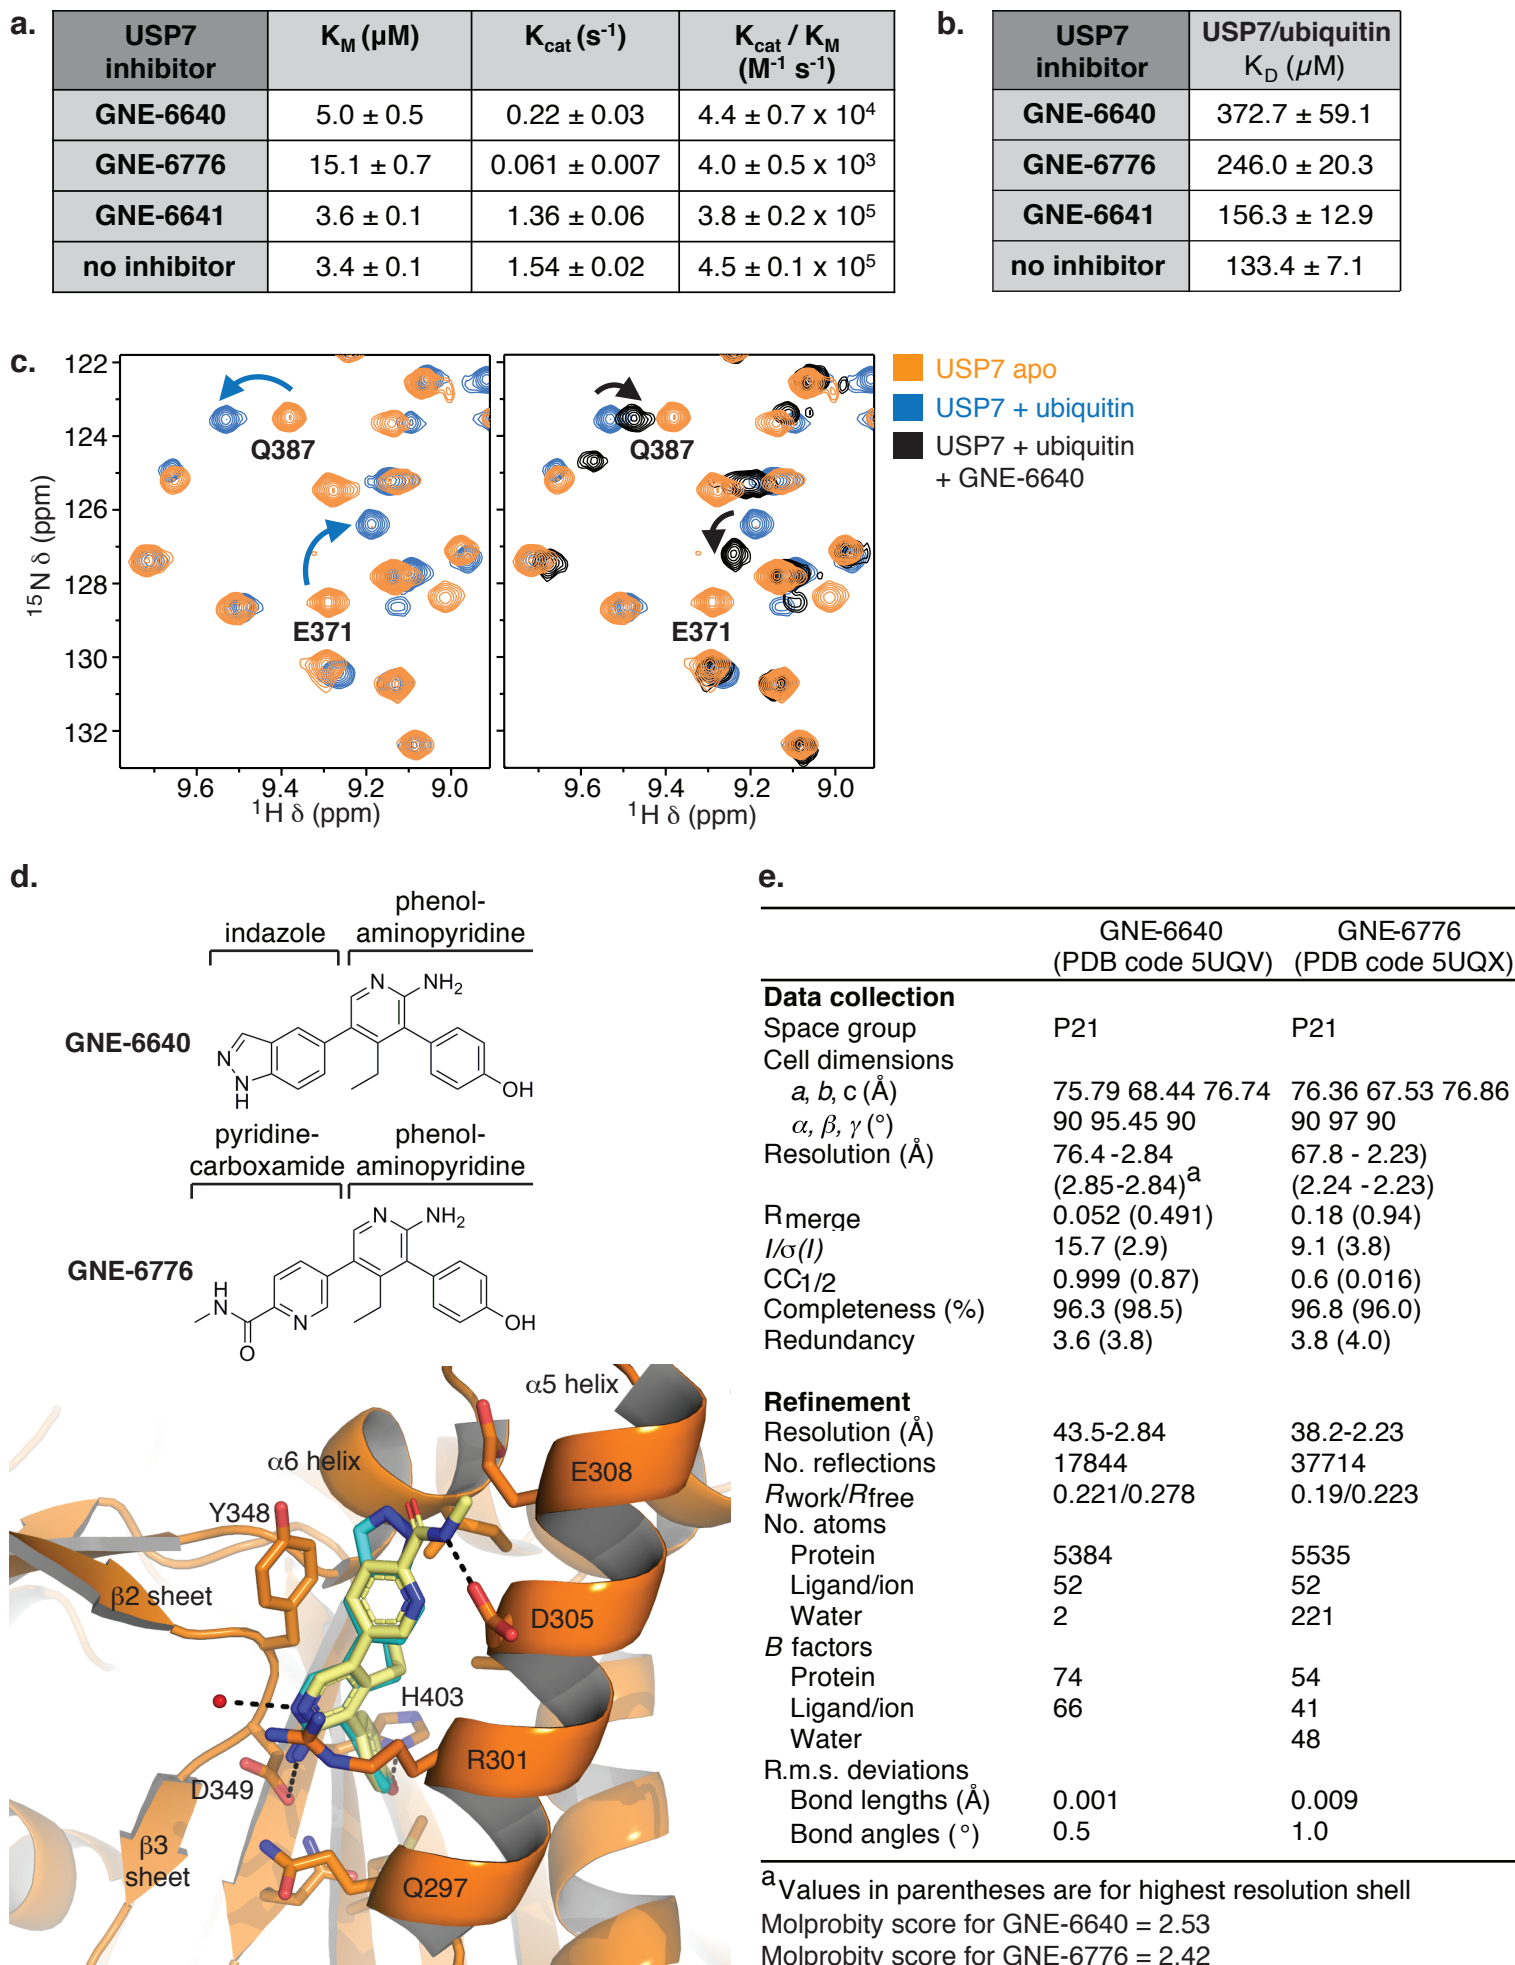 a.
USP7 inhibitor | K_M (µM) | K_cat (s⁻¹) | K_cat / K_M (M⁻¹ s⁻¹)
GNE-6640 | 5.0 ± 0.5 | 0.22 ± 0.03 | 4.4 ± 0.7 x 10⁴
GNE-6776 | 15.1 ± 0.7 | 0.061 ± 0.007 | 4.0 ± 0.5 x 10³
GNE-6641 | 3.6 ± 0.1 | 1.36 ± 0.06 | 3.8 ± 0.2 x 10⁵
no inhibitor | 3.4 ± 0.1 | 1.54 ± 0.02 | 4.5 ± 0.1 x 10⁵
b.
USP7 inhibitor | USP7/ubiquitin K_D (µM)
GNE-6640 | 372.7 ± 59.1
GNE-6776 | 246.0 ± 20.3
GNE-6641 | 156.3 ± 12.9
no inhibitor | 133.4 ± 7.1
c.
¹⁵N δ (ppm)
122
124
126
128
130
132
Q387
E371
9.6 9.4 9.2 9.0
¹H δ (ppm)
Q387
E371
9.6 9.4 9.2 9.0
¹H δ (ppm)
USP7 apo
USP7 + ubiquitin
USP7 + ubiquitin
+ GNE-6640
d.
indazole
phenol-
aminopyridine
GNE-6640
N
NH₂
N
N
H
OH
pyridine-
carboxamide
phenol-
aminopyridine
GNE-6776
N
NH₂
H
N
N
O
OH
α5 helix
α6 helix
E308
Y348
β2 sheet
D305
H403
R301
D349
β3
sheet
Q297
e.
GNE-6640 GNE-6776
(PDB code 5UQV) (PDB code 5UQX)
Data collection
Space group P21 P21
Cell dimensions
a, b, c (Å) 75.79 68.44 76.74 76.36 67.53 76.86
α, β, γ (°) 90 95.45 90 90 97 90
Resolution (Å) 76.4 -2.84 67.8 - 2.23)
(2.85-2.84)ᵃ (2.24 - 2.23)
Rmerge 0.052 (0.491) 0.18 (0.94)
I/σ(I) 15.7 (2.9) 9.1 (3.8)
CC1/2 0.999 (0.87) 0.6 (0.016)
Completeness (%) 96.3 (98.5) 96.8 (96.0)
Redundancy 3.6 (3.8) 3.8 (4.0)
Refinement
Resolution (Å) 43.5-2.84 38.2-2.23
No. reflections 17844 37714
Rwork/Rfree 0.221/0.278 0.19/0.223
No. atoms
Protein 5384 5535
Ligand/ion 52 52
Water 2 221
B factors
Protein 74 54
Ligand/ion 66 41
Water 48
R.m.s. deviations
Bond lengths (Å) 0.001 0.009
Bond angles (°) 0.5 1.0
ᵃValues in parentheses are for highest resolution shell
Molprobity score for GNE-6640 = 2.53
Molprobity score for GNE-6776 = 2.42